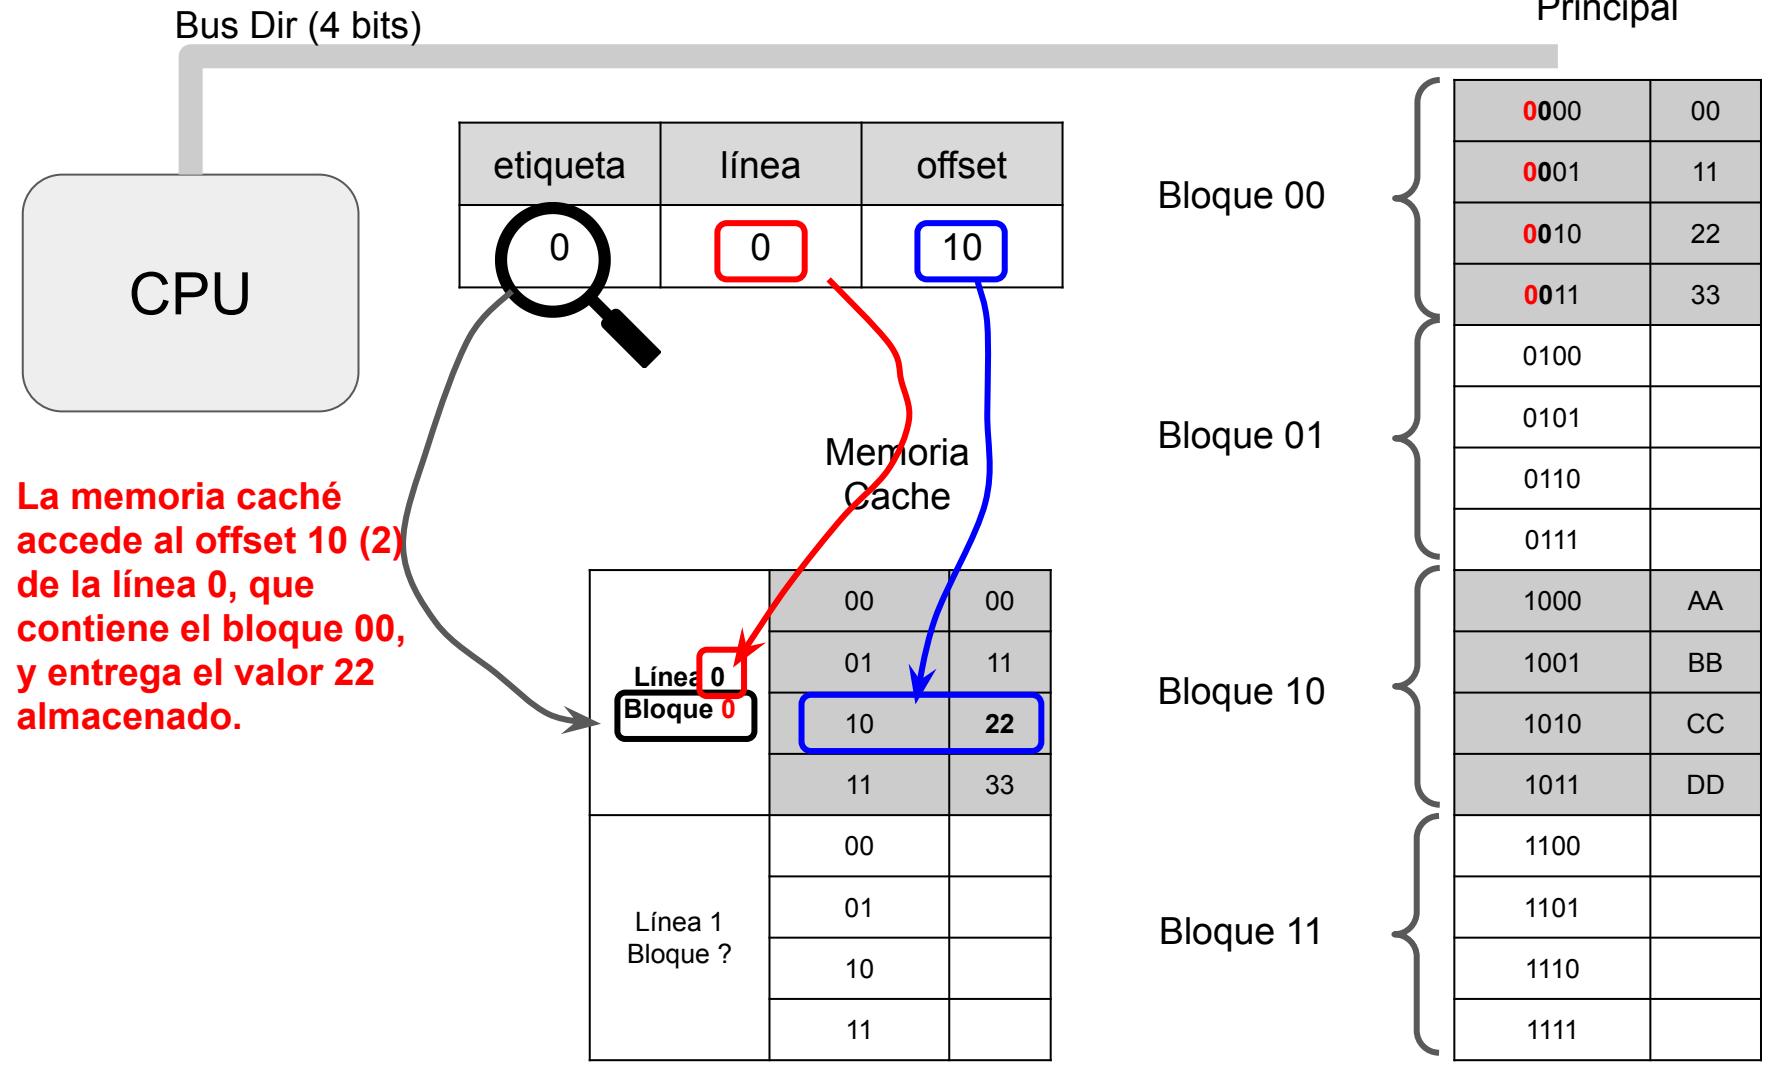 Bus Dir (4 bits)
Principal
CPU
etiqueta línea offset
0 0 10
La memoria caché
accede al offset 10 (2)
de la línea 0, que
contiene el bloque 00,
y entrega el valor 22
almacenado.
Memoria
Cache
Línea 0
Bloque 0
00 00
01 11
10 22
11 33
Línea 1
Bloque ?
00
01
10
11
Bloque 00
0000 00
0001 11
0010 22
0011 33
Bloque 01
0100
0101
0110
0111
Bloque 10
1000 AA
1001 BB
1010 CC
1011 DD
Bloque 11
1100
1101
1110
1111